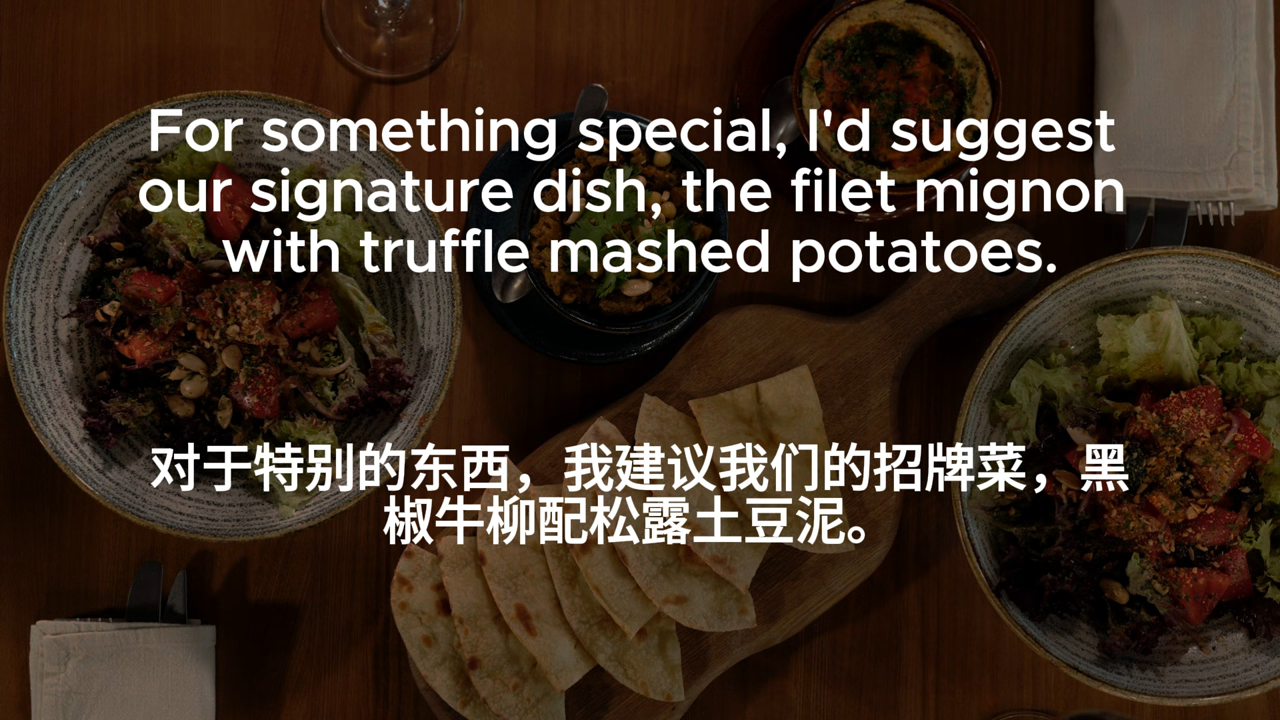 For something special, I'd suggest
our signature dish, the filet mignon
with truffle mashed potatoes.
对于特别的东西，我建议我们的招牌菜，黑
椒牛柳配松露土豆泥。